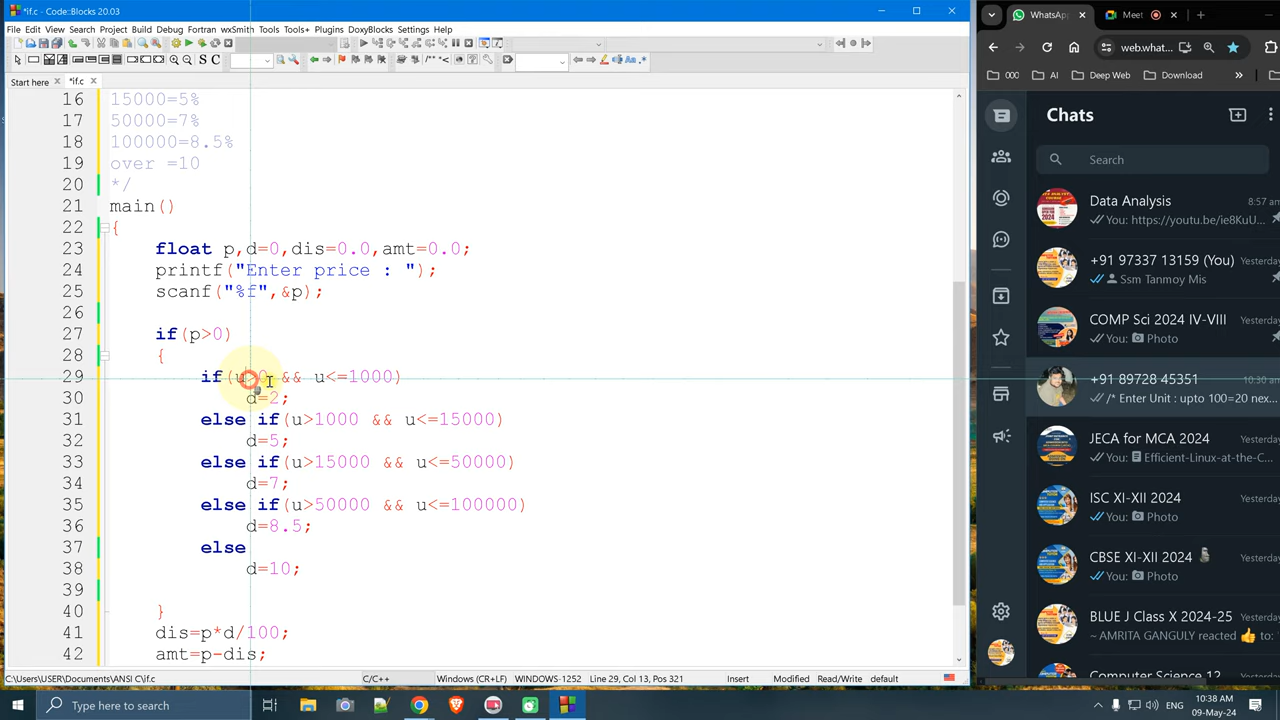 *if.c - Code::Blocks 20.03
File Edit View Search Project Build Debug Fortran wxSmith Tools Tools+ Plugins DoxyBlocks Settings Help
Start here
*if.c
16 15000=5%
17 50000=7%
18 100000=8.5%
19 over =10
20 */
21 main()
22 {
23 float p,d=0,dis=0.0,amt=0.0;
24 printf("Enter price : ");
25 scanf("%f",&p);
26
27 if(p>0)
28 {
29 if(u>0 && u<=1000)
30 d=2;
31 else if(u>1000 && u<=15000)
32 d=5;
33 else if(u>15000 && u<=50000)
34 d=7;
35 else if(u>50000 && u<=100000)
36 d=8.5;
37 else
38 d=10;
39
40 }
41 dis=p*d/100;
42 amt=p-dis;
C:\Users\USER\Documents\ANSI C\if.c C/C++ Windows (CR+LF) WINDOWS-1252 Line 29, Col 13, Pos 321 Insert Read/Write default
WhatsApp
Meet
web.what
000 AI Deep Web Download
Chats
Search
Data Analysis 8:57 am
You: https://youtu.be/ie8KuU...
+91 97337 13159 (You)
Sam Tanmoy Mis
COMP Sci 2024 IV-VIII
You: Photo
+91 89728 45351 10:30 am
/* Enter Unit : upto 100=20 nex...
JECA or MCA 2024
You: Efficient-Linux-at-the-C...
ISC XI-XII 2024
You: Photo
CBSE XI-XII 2024
You: Photo
BLUE J Class X 2024-25
~ AMRITA GANGULY reacted 👍 to:
Computer Science 12
Type here to search
10:38 AM
09-May-24